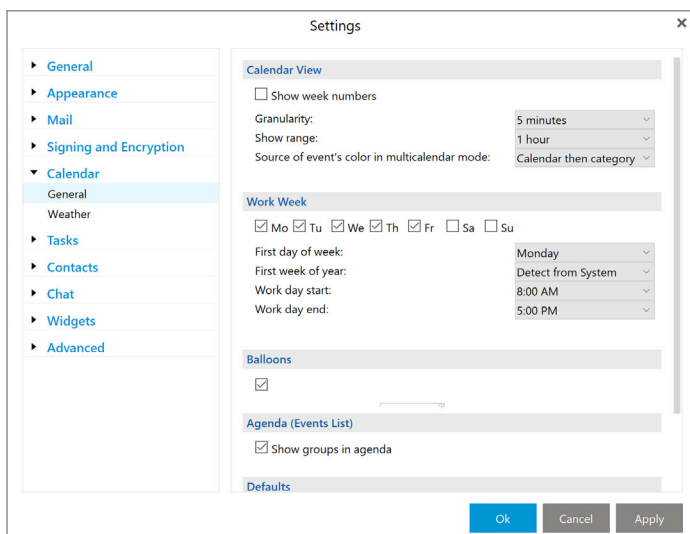 Settings
General
Appearance
Mail
Signing and Encryption
Calendar
General
Weather
Tasks
Contacts
Chat
Widgets
Advanced
Calendar View
Show week numbers
Granularity: 5 minutes
Show range: 1 hour
Source of event's color in multicalendar mode: Calendar then category
Work Week
Mo Tu We Th Fr Sa Su
First day of week: Monday
First week of year: Detect from System
Work day start: 8:00 AM
Work day end: 5:00 PM
Balloons
Agenda (Events List)
Show groups in agenda
Defaults
Ok Cancel Apply